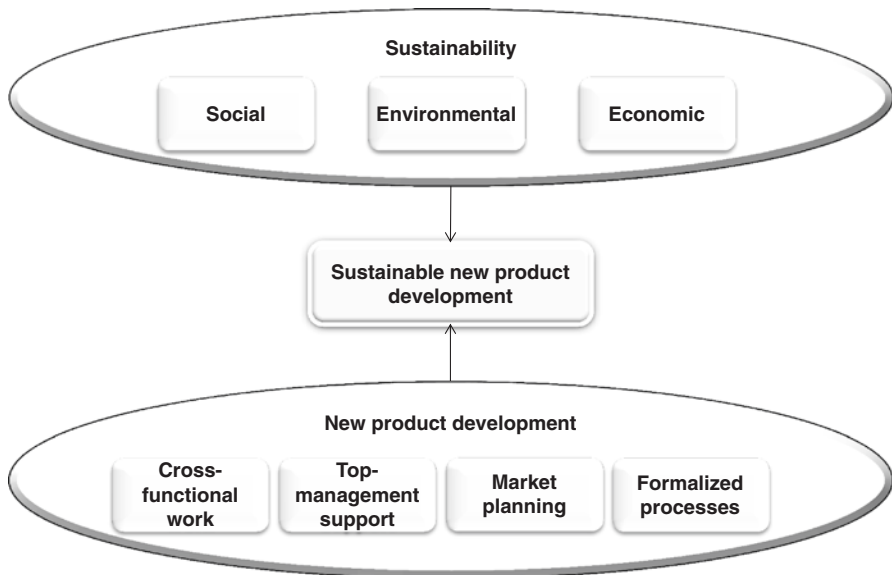 Sustainability
Social
Environmental
Economic
Sustainable new product
development
New product development
Cross-
functional
work
Top-
management
support
Market
planning
Formalized
processes